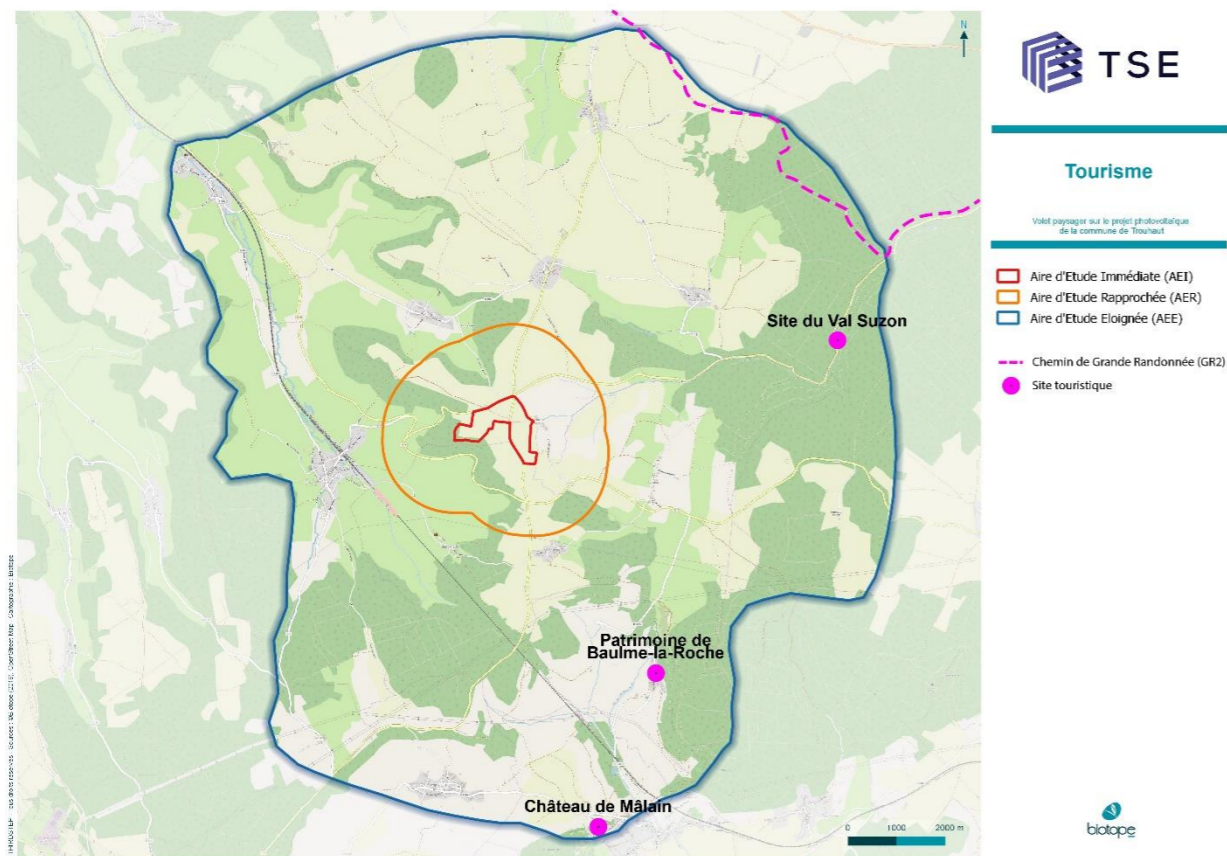 N
Site du Val Suzon
Patrimoine de
Baulme-la-Roche
Château de Mâlain
0 1000 2000 m
TSE
Tourisme
Volet paysager sur le projet photovoltaïque
de la commune de Trouhaut
Aire d'Etude Immédiate (AEI)
Aire d'Etude Rapprochée (AER)
Aire d'Etude Eloignée (AEE)
Chemin de Grande Randonnée (GR2)
Site touristique
biotope